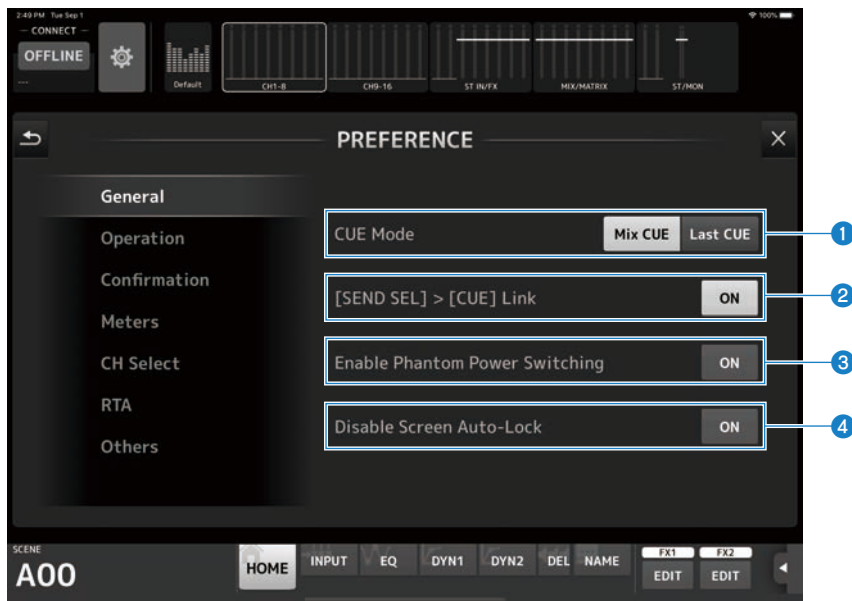 2:49 PM Tue Sep 1
100%
CONNECT
OFFLINE
---
Default
CH1-8
CH9-16
ST IN/FX
MIX/MATRIX
ST/MON
PREFERENCE
General
Operation
Confirmation
Meters
CH Select
RTA
Others
CUE Mode
Mix CUE
Last CUE
1
[SEND SEL] > [CUE] Link
ON
2
Enable Phantom Power Switching
ON
3
Disable Screen Auto-Lock
ON
4
SCENE
A00
HOME
INPUT
EQ
DYN1
DYN2
DEL
NAME
FX1
EDIT
FX2
EDIT